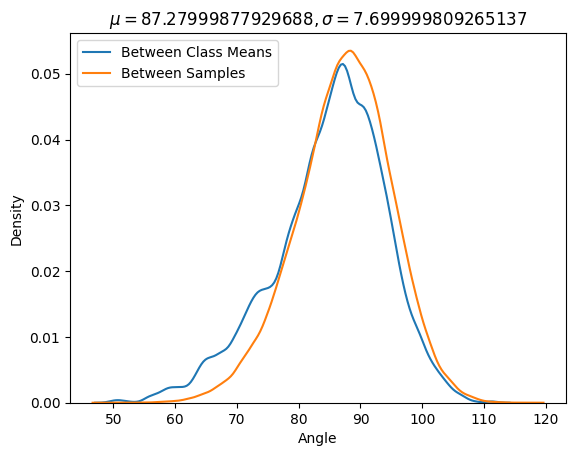 μ = 87.27999877929688, σ = 7.699999809265137
Between Class Means
Between Samples
0.05
0.04
0.03
0.02
0.01
0.00
Density
50 60 70 80 90 100 110 120
Angle